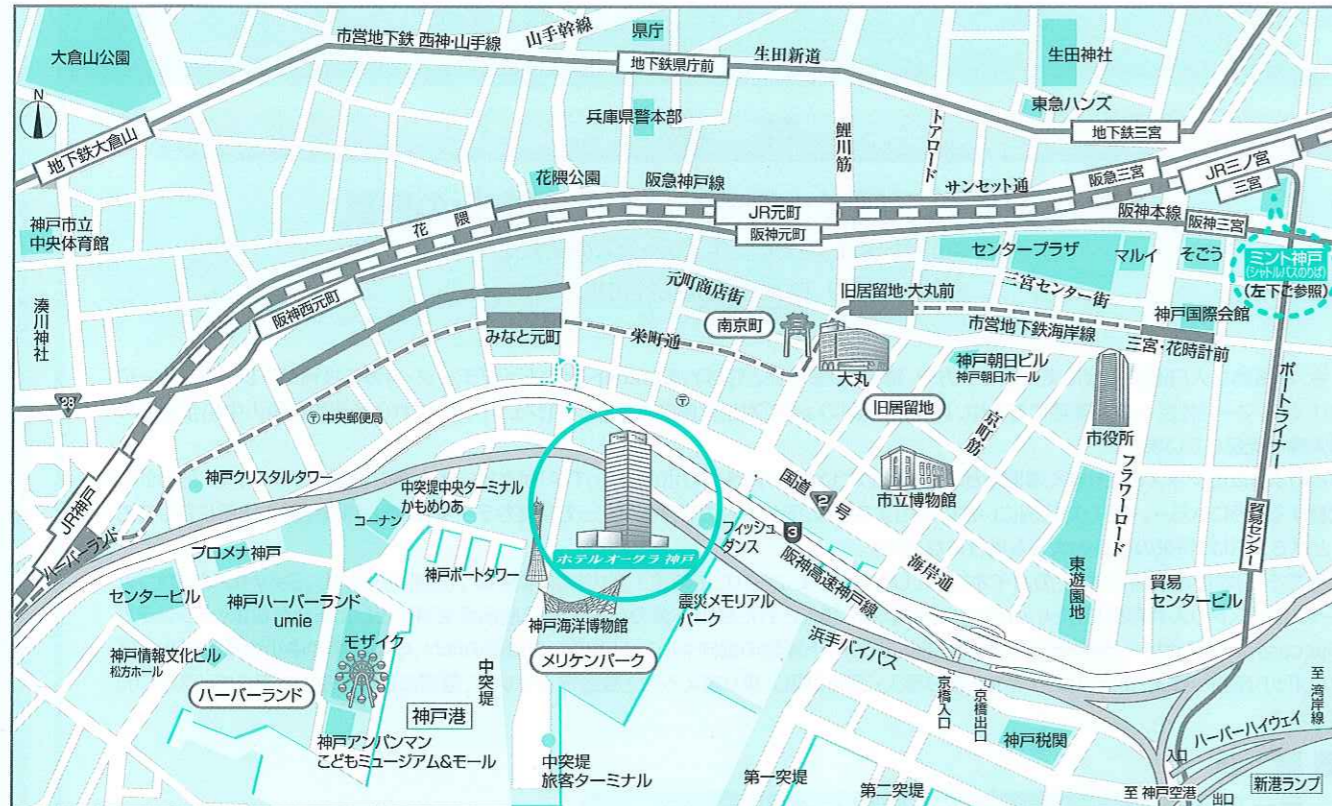 大倉山公園
市営地下鉄 西神・山手線
山手幹線
県庁
地下鉄県庁前
生田新道
生田神社
東急ハンズ
地下鉄三宮
N
地下鉄大倉山
兵庫県警本部
鯉川筋
トアロード
花隈公園
阪急神戸線
サンセット通
阪急三宮
JR三ノ宮
三宮
神戸市立
中央体育館
花隈
JR元町
阪神元町
阪神本線
阪神三宮
センタープラザ
マルイ
そごう
ミント神戸
(シャトルバスのりば)
(左下ご参照)
湊川神社
阪神西元町
元町商店街
旧居留地・大丸前
三宮センター街
神戸国際会館
南京町
市営地下鉄海岸線
三宮・花時計前
みなと元町
栄町通
大丸
神戸朝日ビル
神戸朝日ホール
ポートライナー
28
〒中央郵便局
〒
旧居留地
京町筋
市役所
フラワーロード
JR神戸
ハーバーランド
神戸クリスタルタワー
中突堤中央ターミナル
かもめりあ
コーナン
国道2号
市立博物館
貿易センター
プロメナ神戸
神戸ポートタワー
ホテルオークラ神戸
フィッシュ
ダンス
3
阪神高速神戸線
海岸通
東遊園地
貿易
センタービル
センタービル
神戸ハーバーランド
umie
神戸海洋博物館
震災メモリアル
パーク
浜手バイパス
神戸情報文化ビル
松方ホール
モザイク
中突堤
メリケンパーク
ハーバーランド
神戸港
京橋入口
京橋出口
至 湾岸線
神戸アンパンマン
こどもミュージアム&モール
中突堤
旅客ターミナル
第一突堤
第二突堤
神戸税関
ハーバーハイウェイ
入口
至 神戸空港
出口
新港ランプ